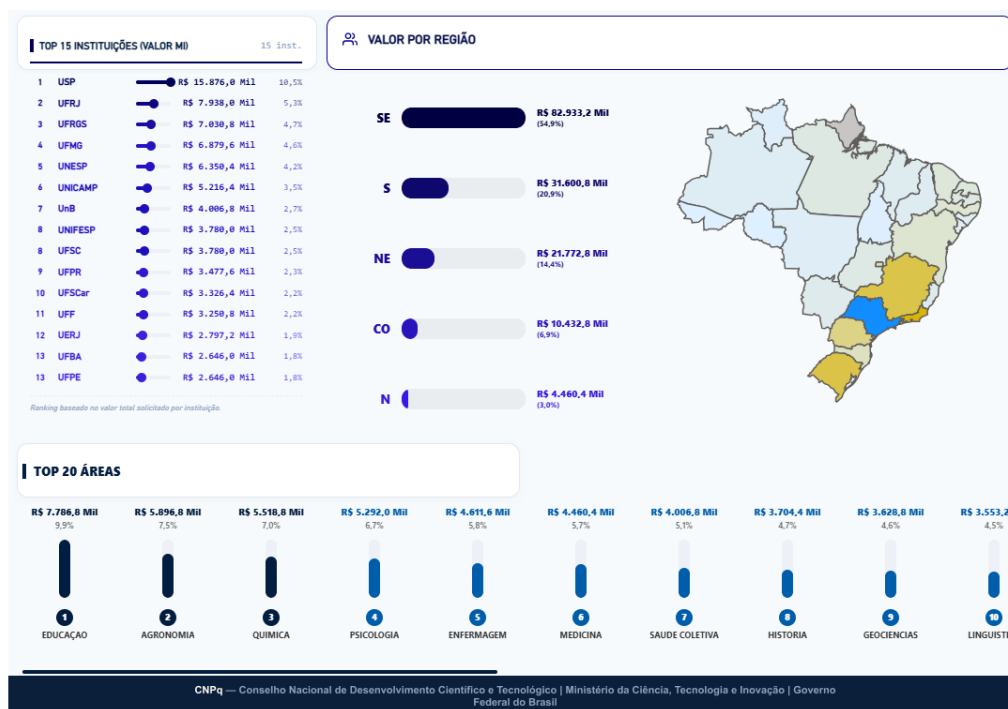 TOP 15 INSTITUIÇÕES (VALOR MI) 15 inst.
1 USP R$ 15.876,0 Mil 10,5%
2 UFRJ R$ 7.938,0 Mil 5,3%
3 UFRGS R$ 7.030,8 Mil 4,7%
4 UFMG R$ 6.879,6 Mil 4,6%
5 UNESP R$ 6.350,4 Mil 4,2%
6 UNICAMP R$ 5.216,4 Mil 3,5%
7 UnB R$ 4.006,8 Mil 2,7%
8 UNIFESP R$ 3.780,0 Mil 2,5%
8 UFSC R$ 3.780,0 Mil 2,5%
9 UFPR R$ 3.477,6 Mil 2,3%
10 UFSCar R$ 3.326,4 Mil 2,2%
11 UFF R$ 3.250,8 Mil 2,2%
12 UERJ R$ 2.797,2 Mil 1,9%
13 UFBA R$ 2.646,0 Mil 1,8%
13 UFPE R$ 2.646,0 Mil 1,8%
Ranking baseado no valor total solicitado por instituição.
VALOR POR REGIÃO
SE R$ 82.933,2 Mil
(54,9%)
S R$ 31.600,8 Mil
(20,9%)
NE R$ 21.772,8 Mil
(14,4%)
CO R$ 10.432,8 Mil
(6,9%)
N R$ 4.460,4 Mil
(3,0%)
TOP 20 ÁREAS
R$ 7.786,8 Mil R$ 5.896,8 Mil R$ 5.518,8 Mil R$ 5.292,0 Mil R$ 4.611,6 Mil R$ 4.460,4 Mil R$ 4.006,8 Mil R$ 3.704,4 Mil R$ 3.628,8 Mil R$ 3.553,2
9,9% 7,5% 7,0% 6,7% 5,8% 5,7% 5,1% 4,7% 4,6% 4,5%
1 2 3 4 5 6 7 8 9 10
EDUCAÇAO AGRONOMIA QUIMICA PSICOLOGIA ENFERMAGEM MEDICINA SAUDE COLETIVA HISTORIA GEOCIENCIAS LINGUIST
CNPq — Conselho Nacional de Desenvolvimento Científico e Tecnológico | Ministério da Ciência, Tecnologia e Inovação | Governo
Federal do Brasil